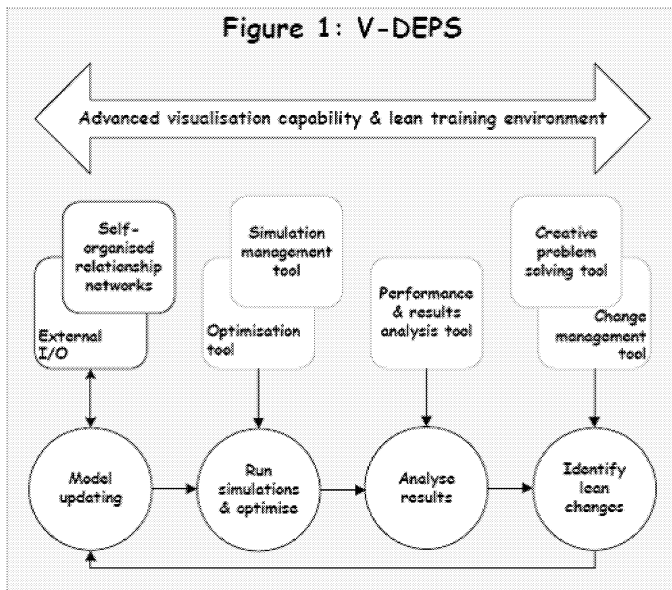 Figure 1: V-DEPS
Advanced visualisation capability & lean training environment
Self-
organised
relationship
networks
External
I/O
Simulation
management
tool
Optimisation
tool
Performance
& results
analysis tool
Creative
problem
solving tool
Change
management
tool
Model
updating
Run
simulations
& optimise
Analyse
results
Identify
lean
changes